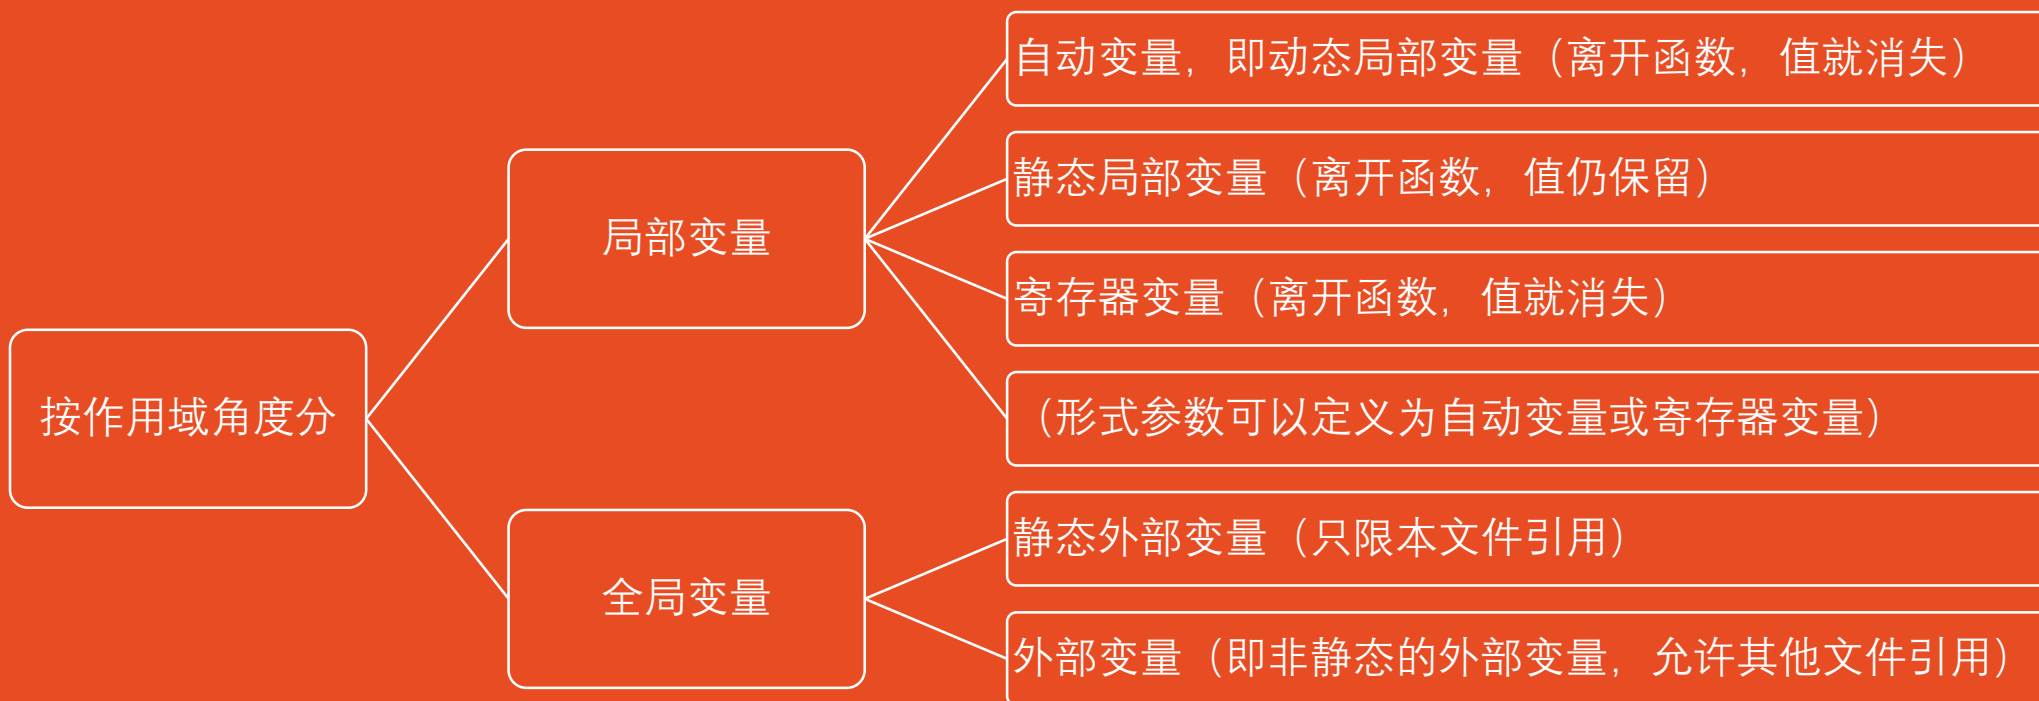 按作用域角度分
局部变量
自动变量，即动态局部变量（离开函数，值就消失）
静态局部变量（离开函数，值仍保留）
寄存器变量（离开函数，值就消失）
（形式参数可以定义为自动变量或寄存器变量）
全局变量
静态外部变量（只限本文件引用）
外部变量（即非静态的外部变量，允许其他文件引用）